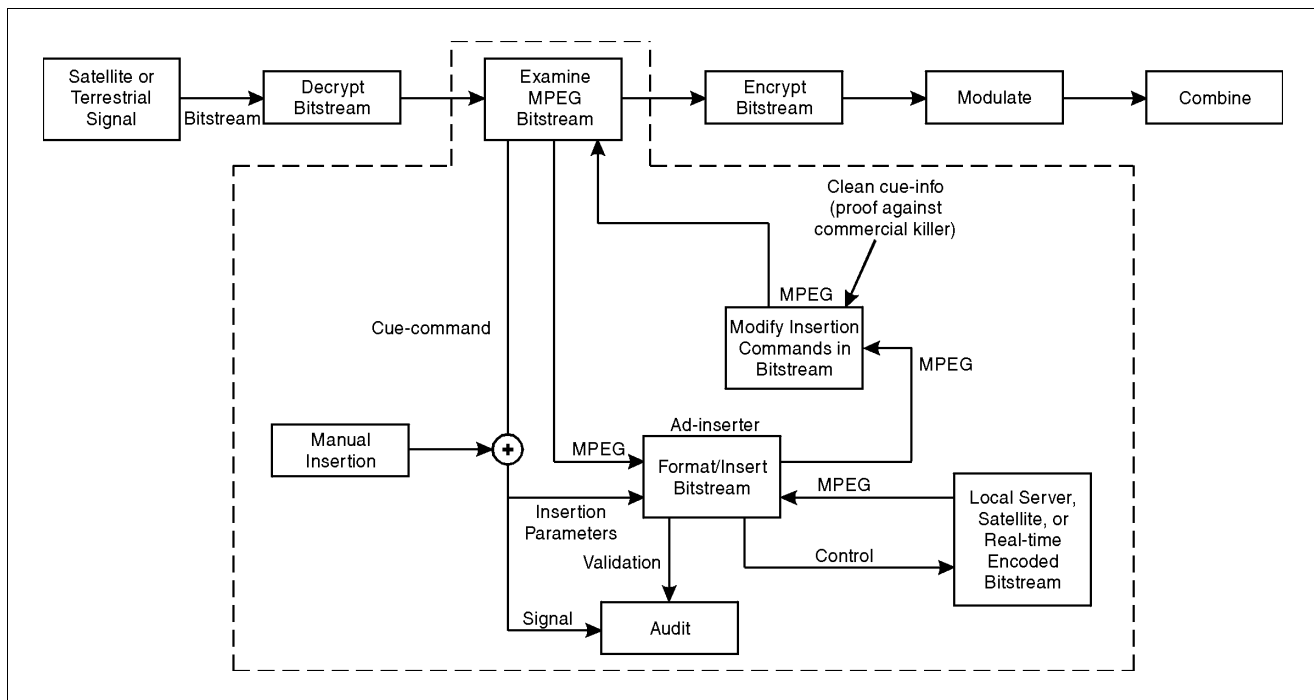 Satellite or
Terrestrial
Signal
Bitstream
Decrypt
Bitstream
Examine
MPEG
Bitstream
Encrypt
Bitstream
Modulate
Combine
Clean cue-info
(proof against
commercial killer)
MPEG
Modify Insertion
Commands in
Bitstream
MPEG
Cue-command
Manual
Insertion
+
MPEG
Ad-inserter
Format/Insert
Bitstream
MPEG
Local Server,
Satellite, or
Real-time
Encoded
Bitstream
Insertion
Parameters
Validation
Control
Signal
Audit